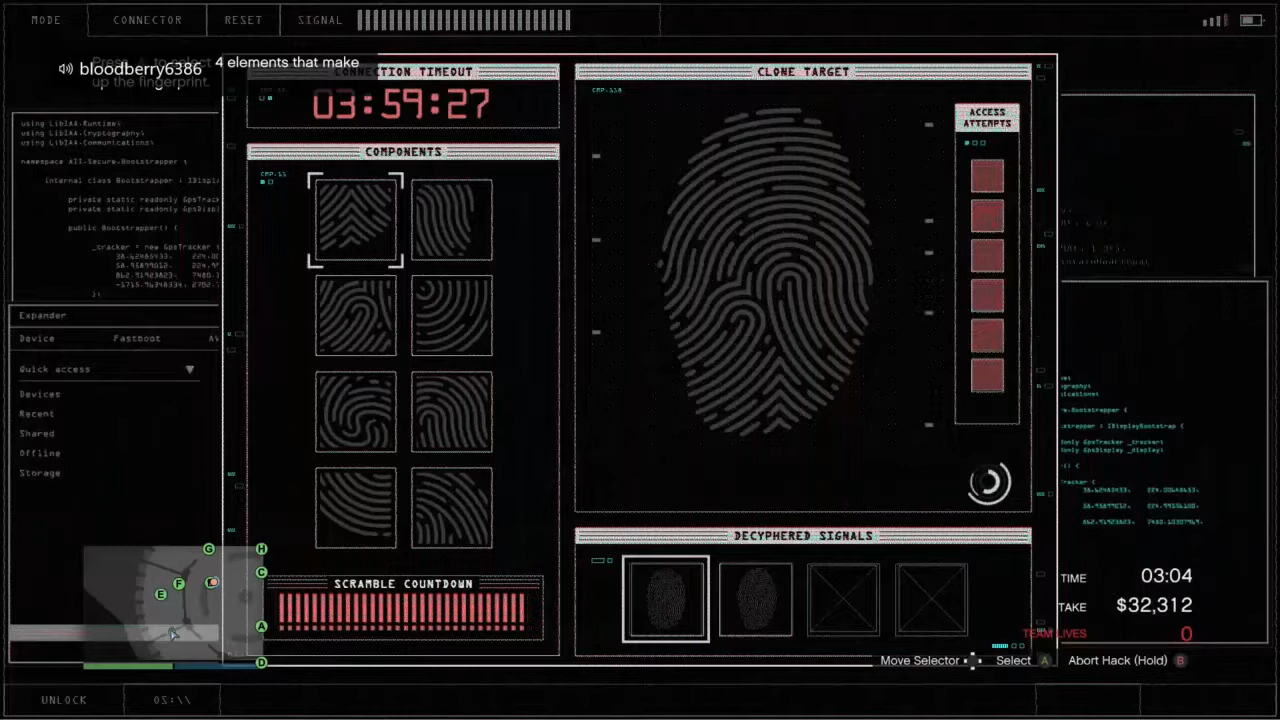 MODE
CONNECTOR
RESET
SIGNAL
bloodberry6386
4 elements that make
up the fingerprint.
CONNECTION TIMEOUT
03:59:27
COMPONENTS
CLONE TARGET
ACCESS
ATTEMPTS
using LibIAA.Runtime;
using LibIAA.Cryptography;
using LibIAA.Communications;
namespace AII.Secure.Bootstrapper {
internal class Bootstrapper : IDisplay
private static readonly GpsTrack
private static readonly GpsDispl
public Bootstrapper() {
_tracker = new GpsTracker
Expander
Device
Fastboot
Quick access
Devices
Recent
Shared
Offline
Storage
SCRAMBLE COUNTDOWN
DECYPHERED SIGNALS
G
H
C
F
E
A
D
TIME
03:04
TAKE
$32,312
TEAM LIVES
0
Move Selector
Select
A
Abort Hack (Hold)
B
UNLOCK
OS:\\